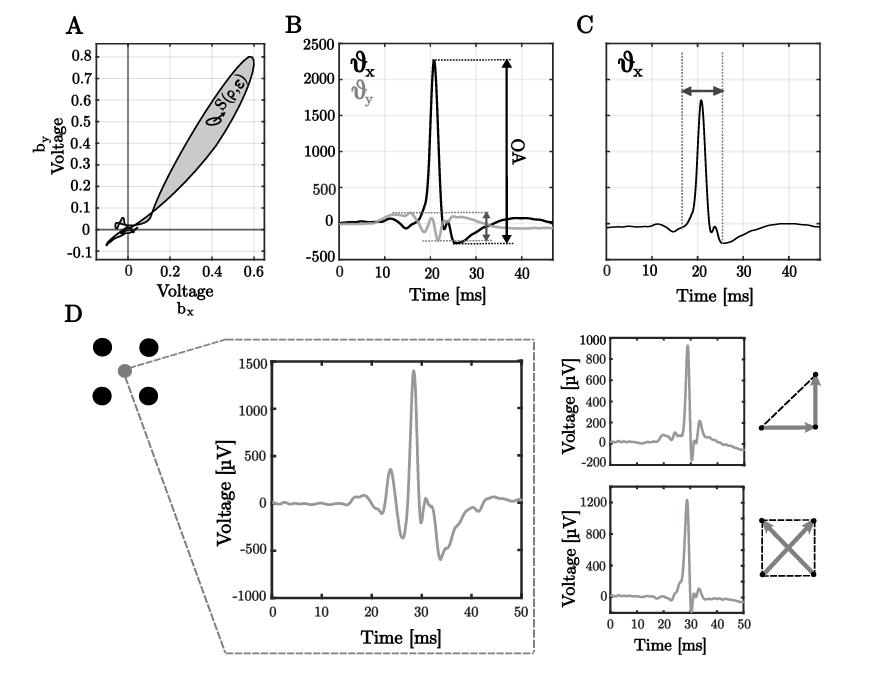 A
B
C
0.8
0.7
0.6
0.5
0.4
0.3
0.2
0.1
0
-0.1
b_y
Voltage
S(ρ,ε)
0 0.2 0.4 0.6
Voltage
b_x
2500
2000
1500
1000
500
0
-500
ϑ_x
ϑ_y
OA
0 10 20 30 40
Time [ms]
ϑ_x
0 10 20 30 40
Time [ms]
D
1500
1000
500
0
-500
-1000
Voltage [µV]
0 10 20 30 40 50
Time [ms]
1000
800
600
400
200
0
-200
Voltage [µV]
1200
800
400
0
Voltage [µV]
0 10 20 30 40 50
Time [ms]